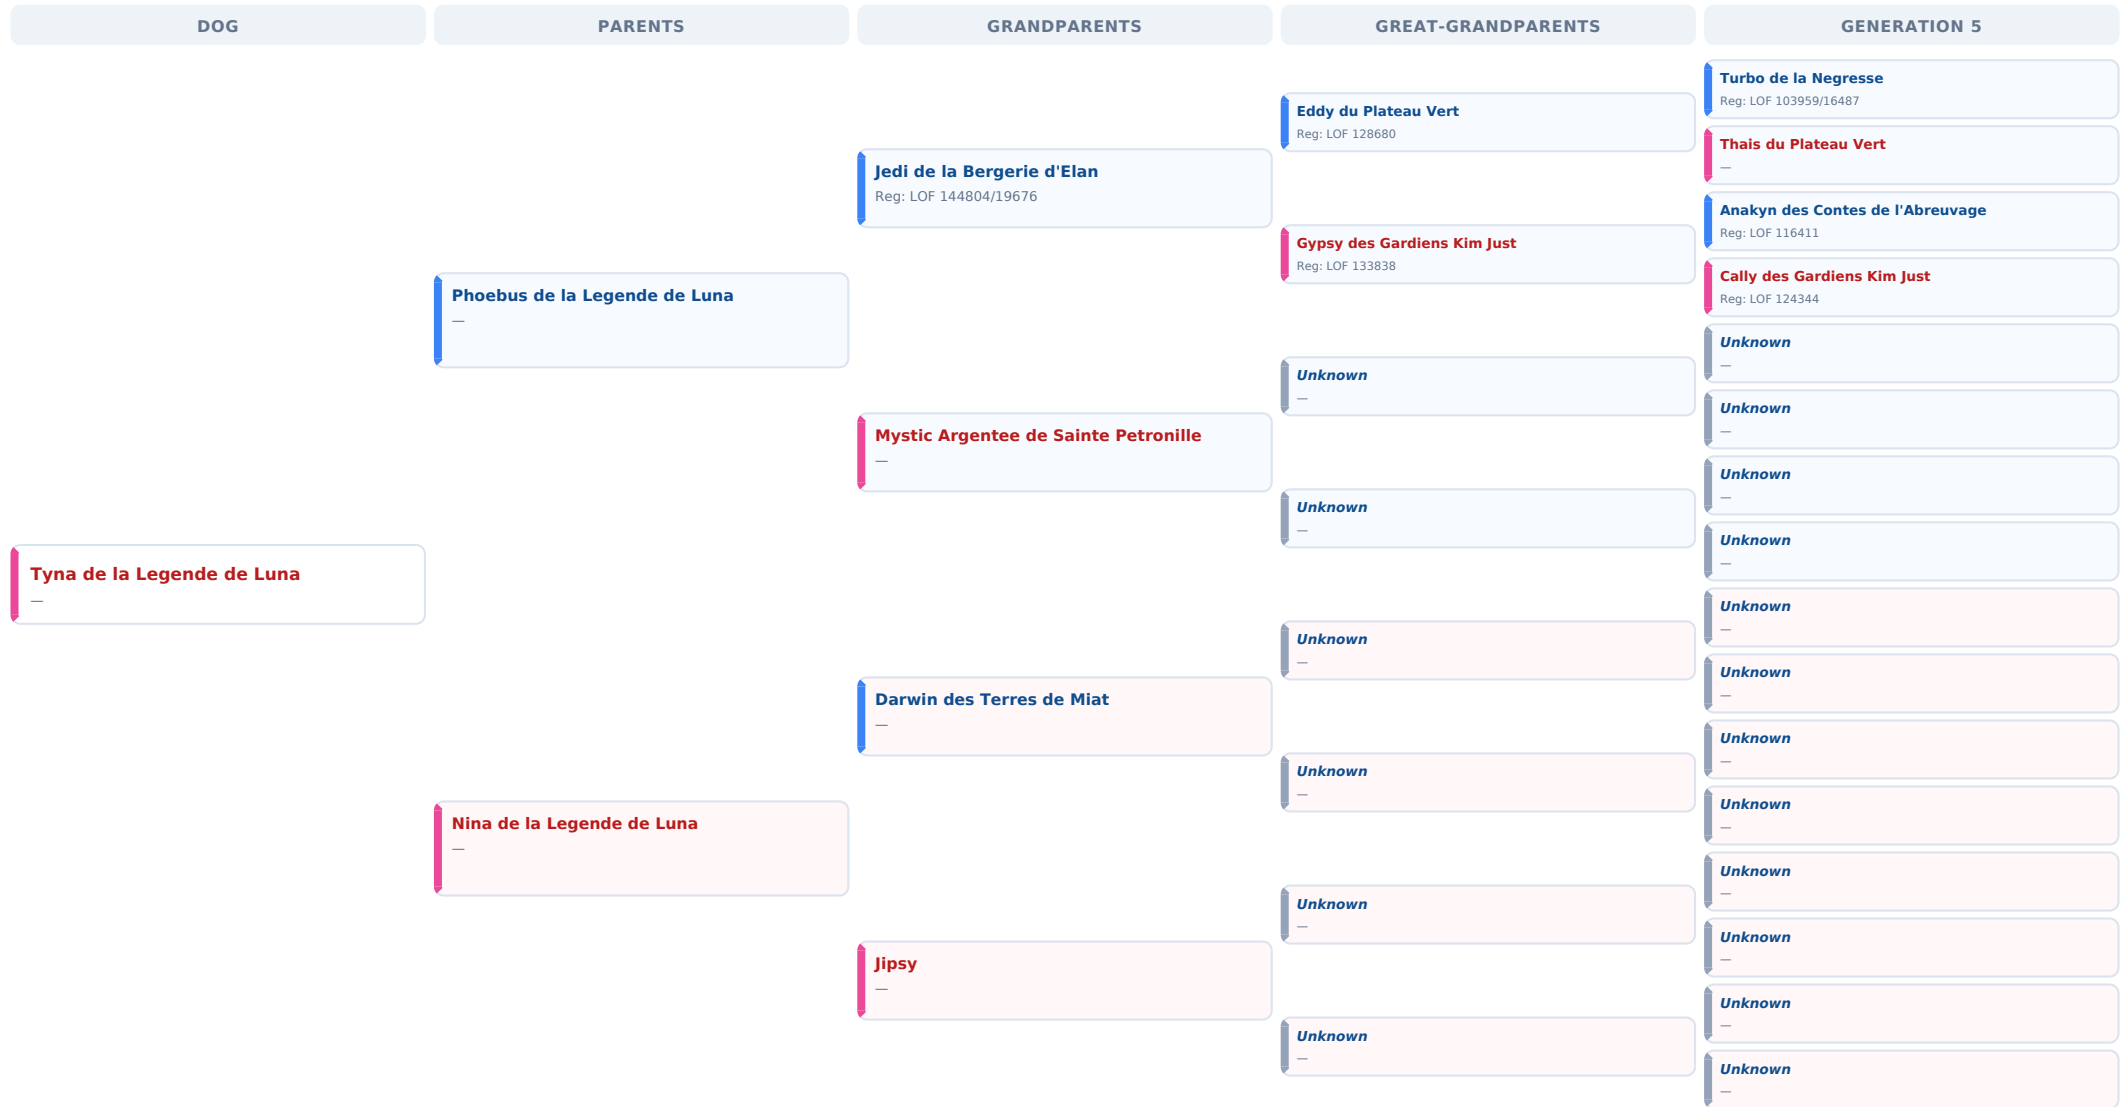 DOG
PARENTS
GRANDPARENTS
GREAT-GRANDPARENTS
GENERATION 5
Tyna de la Legende de Luna
—
Phoebus de la Legende de Luna
—
Nina de la Legende de Luna
—
Jedi de la Bergerie d'Elan
Reg: LOF 144804/19676
Mystic Argentee de Sainte Petronille
—
Darwin des Terres de Miat
—
Jipsy
—
Eddy du Plateau Vert
Reg: LOF 128680
Gypsy des Gardiens Kim Just
Reg: LOF 133838
Unknown
—
Unknown
—
Unknown
—
Unknown
—
Unknown
—
Unknown
—
Turbo de la Negresse
Reg: LOF 103959/16487
Thais du Plateau Vert
—
Anakyn des Contes de l'Abreuvage
Reg: LOF 116411
Cally des Gardiens Kim Just
Reg: LOF 124344
Unknown
—
Unknown
—
Unknown
—
Unknown
—
Unknown
—
Unknown
—
Unknown
—
Unknown
—
Unknown
—
Unknown
—
Unknown
—
Unknown
—